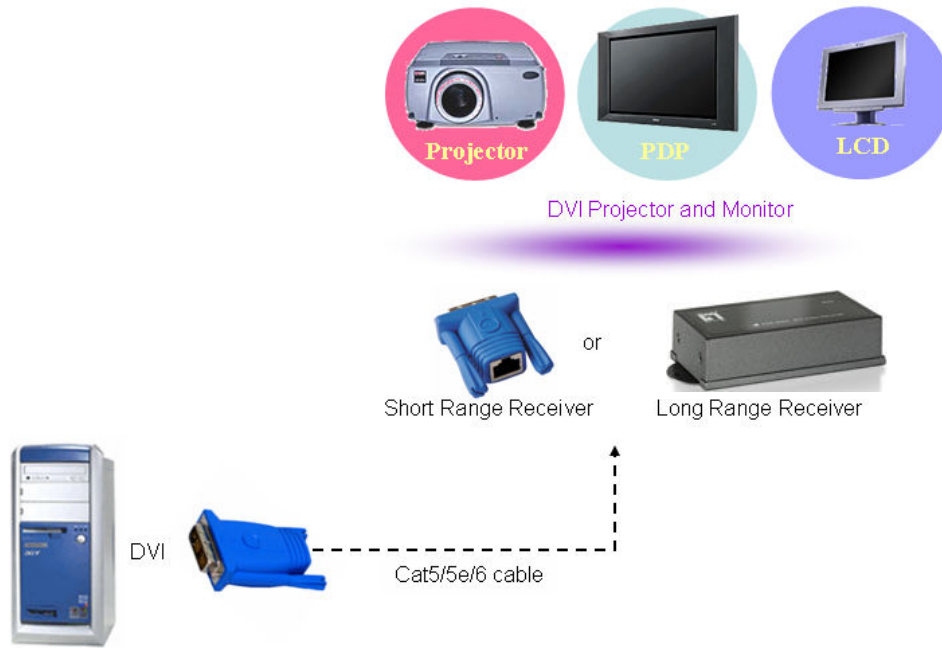 Projector
PDP
LCD
DVI Projector and Monitor
or
Short Range Receiver
Long Range Receiver
DVI
Cat5/5e/6 cable